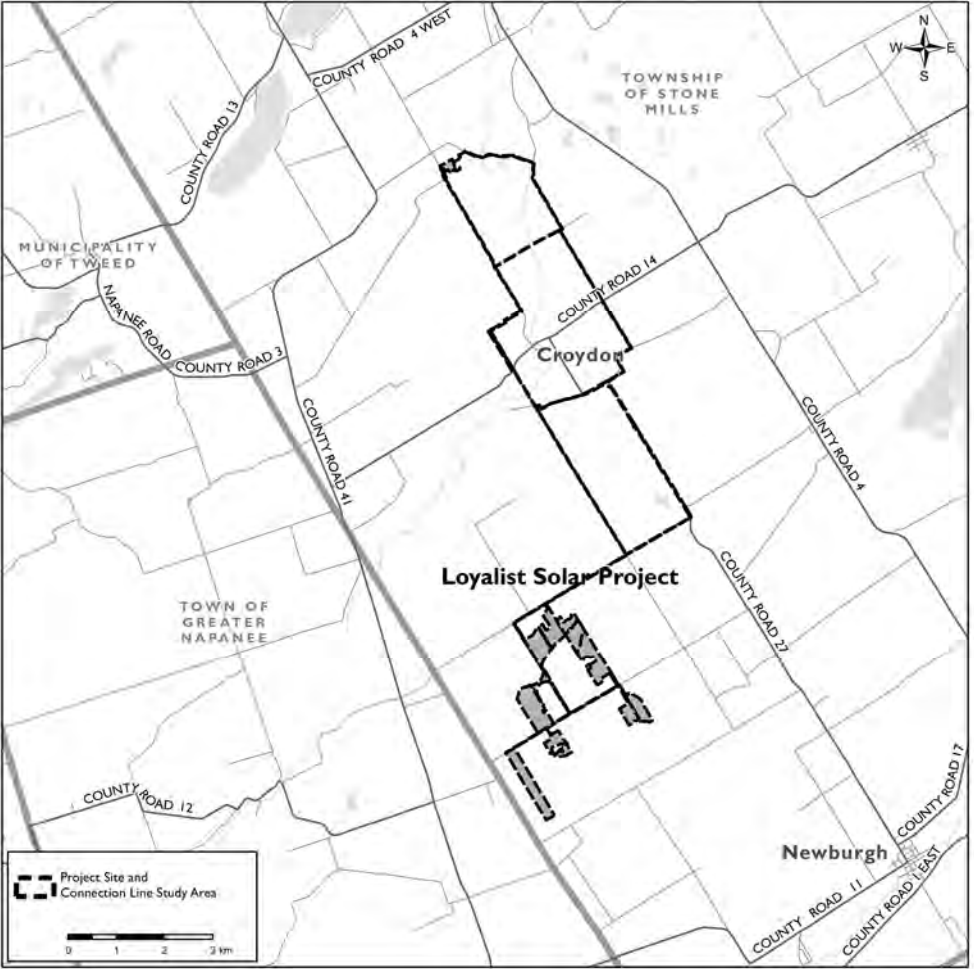 COUNTY ROAD 4 WEST
N
W E
S
TOWNSHIP
OF STONE
MILLS
COUNTY ROAD 13
MUNICIPALITY
OF TWEED
COUNTY ROAD 14
NAPANEE ROAD
COUNTY ROAD 3
Croydon
COUNTY ROAD 41
COUNTY ROAD 4
Loyalist Solar Project
COUNTY ROAD 27
TOWN OF
GREATER
NAPANEE
COUNTY ROAD 12
COUNTY ROAD 17
Newburgh
COUNTY ROAD 1 EAST
COUNTY ROAD 11
Project Site and
Connection Line Study Area
0 1 2 3 km